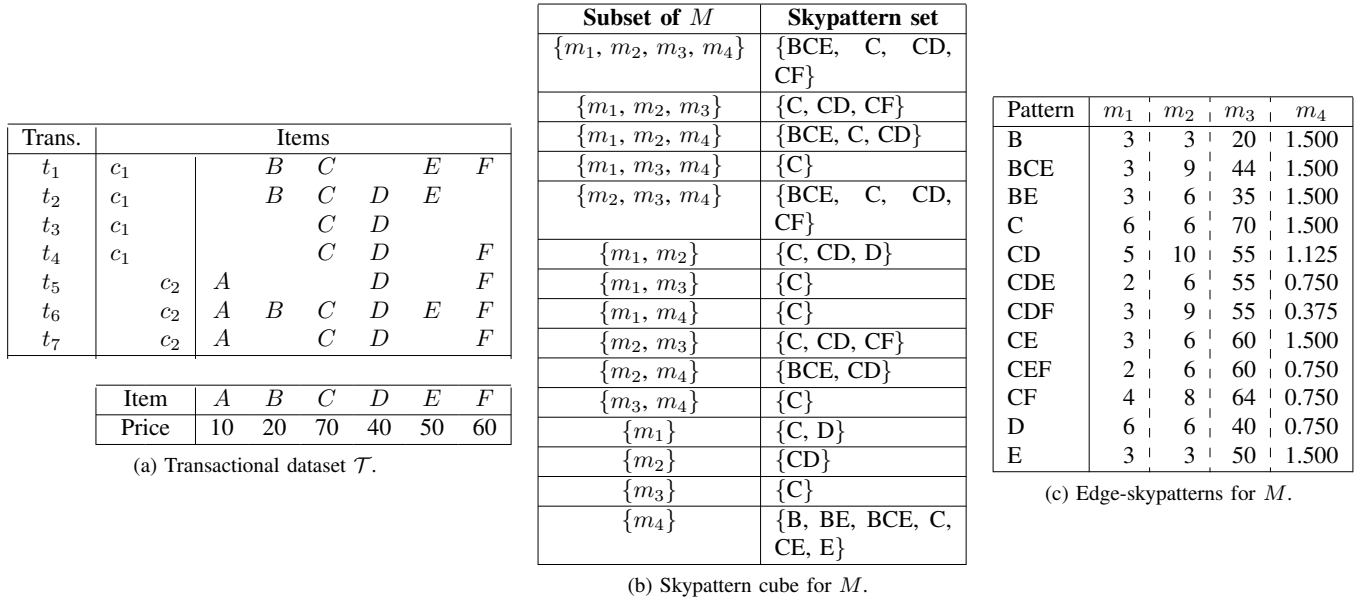 Trans. Items
t1 c1 B C E F
t2 c1 B C D E
t3 c1 C D
t4 c1 C D F
t5 c2 A D F
t6 c2 A B C D E F
t7 c2 A C D F
Item A B C D E F
Price 10 20 70 40 50 60
(a) Transactional dataset 𝒯.
Subset of M Skypattern set
{m1, m2, m3, m4} {BCE, C, CD,
CF}
{m1, m2, m3} {C, CD, CF}
{m1, m2, m4} {BCE, C, CD}
{m1, m3, m4} {C}
{m2, m3, m4} {BCE, C, CD,
CF}
{m1, m2} {C, CD, D}
{m1, m3} {C}
{m1, m4} {C}
{m2, m3} {C, CD, CF}
{m2, m4} {BCE, CD}
{m3, m4} {C}
{m1} {C, D}
{m2} {CD}
{m3} {C}
{m4} {B, BE, BCE, C,
CE, E}
(b) Skypattern cube for M.
Pattern m1 m2 m3 m4
B 3 3 20 1.500
BCE 3 9 44 1.500
BE 3 6 35 1.500
C 6 6 70 1.500
CD 5 10 55 1.125
CDE 2 6 55 0.750
CDF 3 9 55 0.375
CE 3 6 60 1.500
CEF 2 6 60 0.750
CF 4 8 64 0.750
D 6 6 40 0.750
E 3 3 50 1.500
(c) Edge-skypatterns for M.